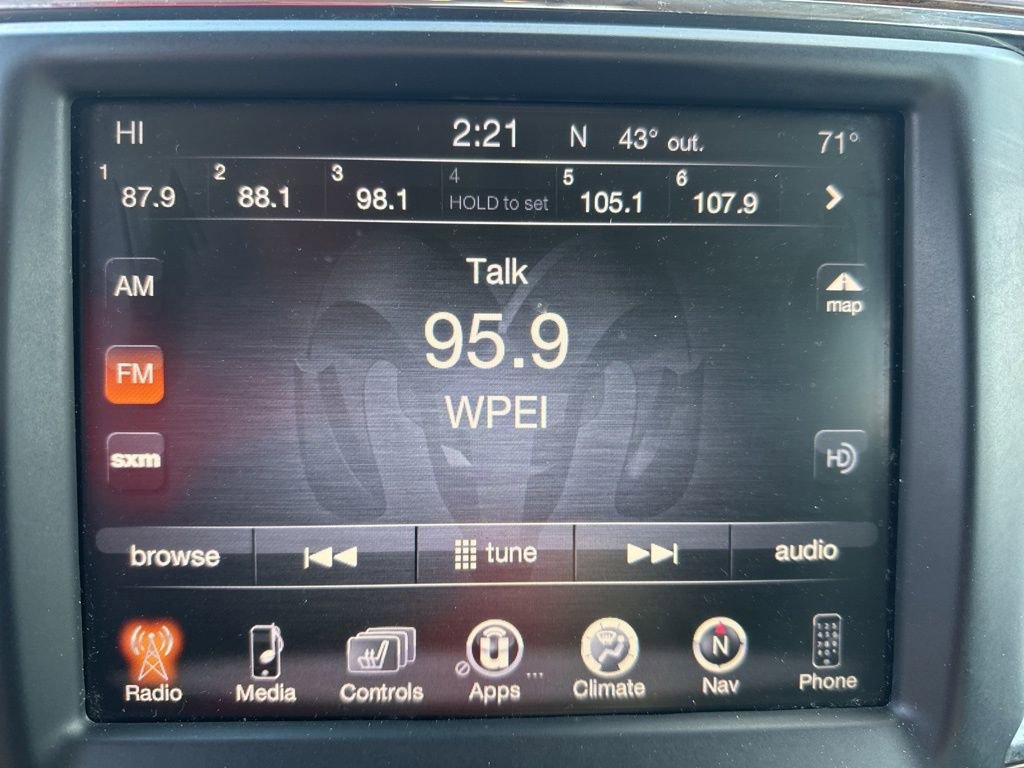 HI 2:21 N 43° out. 71°
1 87.9 2 88.1 3 98.1 4 HOLD to set 5 105.1 6 107.9
Talk
AM
map
95.9
FM
WPEI
sxm
HD
browse tune audio
N
Radio Media Controls Apps ... Climate Nav Phone